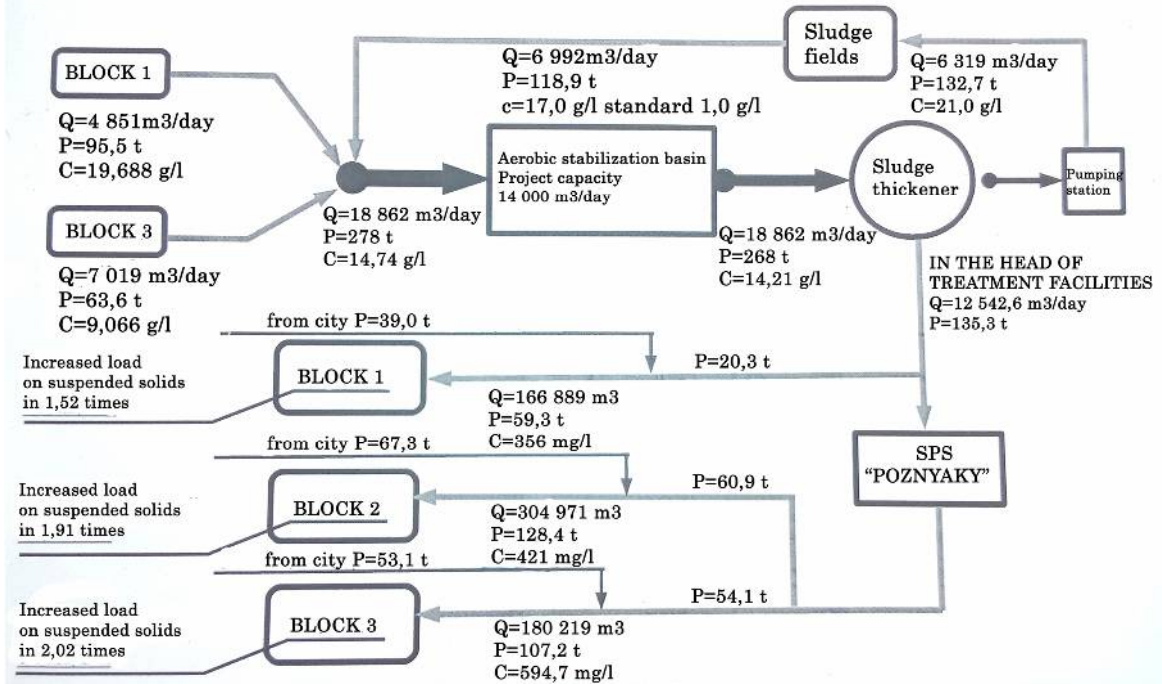 BLOCK 1
Q=4 851m3/day
P=95,5 t
C=19,688 g/l
BLOCK 3
Q=7 019 m3/day
P=63,6 t
C=9,066 g/l
Q=6 992m3/day
P=118,9 t
c=17,0 g/l standard 1,0 g/l
Sludge
fields
Q=6 319 m3/day
P=132,7 t
C=21,0 g/l
Aerobic stabilization basin
Project capacity
14 000 m3/day
Sludge
thickener
Pumping
station
Q=18 862 m3/day
P=278 t
C=14,74 g/l
Q=18 862 m3/day
P=268 t
C=14,21 g/l
IN THE HEAD OF
TREATMENT FACILITIES
Q=12 542,6 m3/day
P=135,3 t
from city P=39,0 t
Increased load
on suspended solids
in 1,52 times
BLOCK 1
P=20,3 t
Q=166 889 m3
P=59,3 t
C=356 mg/l
SPS
“POZNYAKY”
from city P=67,3 t
Increased load
on suspended solids
in 1,91 times
BLOCK 2
P=60,9 t
Q=304 971 m3
P=128,4 t
C=421 mg/l
from city P=53,1 t
Increased load
on suspended solids
in 2,02 times
BLOCK 3
P=54,1 t
Q=180 219 m3
P=107,2 t
C=594,7 mg/l